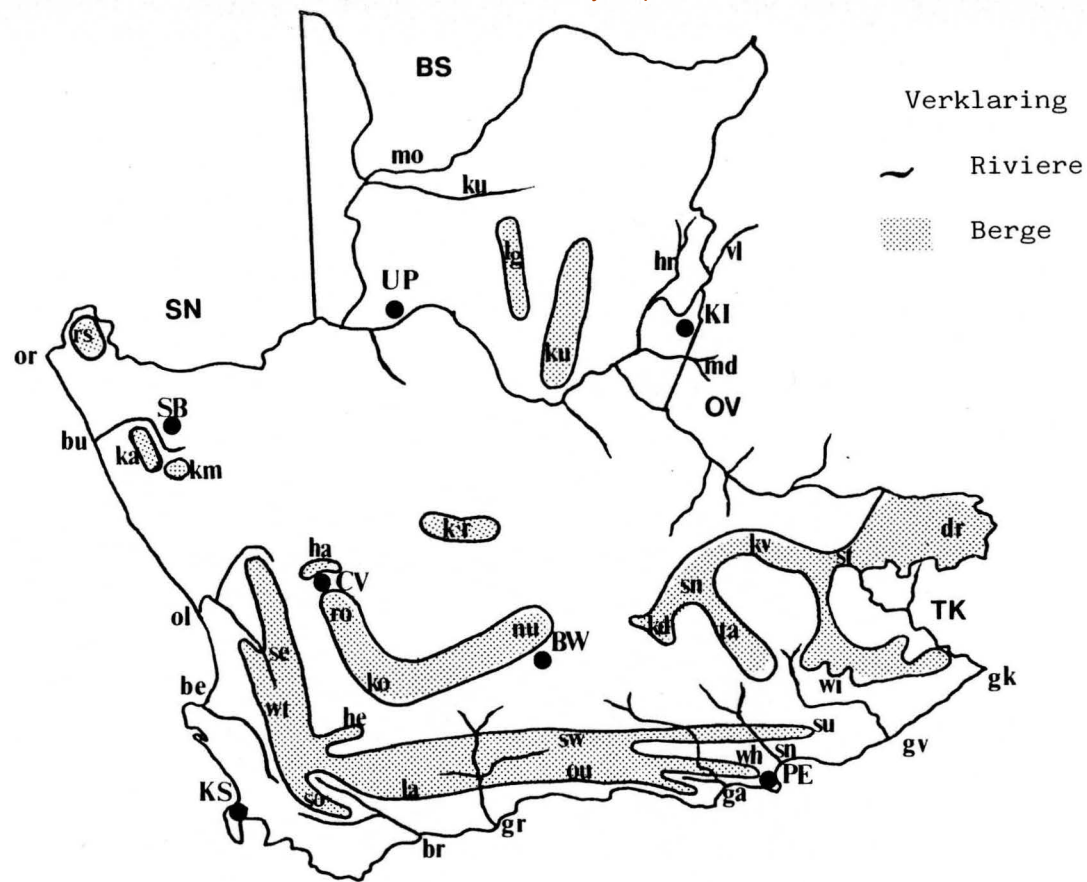 BS
Verklaring
mo
Riviere
ku
Berge
lg
hr
vl
UP
KI
SN
rs
or
ku
md
OV
SB
bu
ka
km
kr
dr
ha
kv
st
CV
sn
ol
ro
kd
ta
TK
nu
BW
se
ko
be
wt
wi
gk
he
su
sw
gv
wh
sn
ou
PE
KS
so
la
ga
gr
br